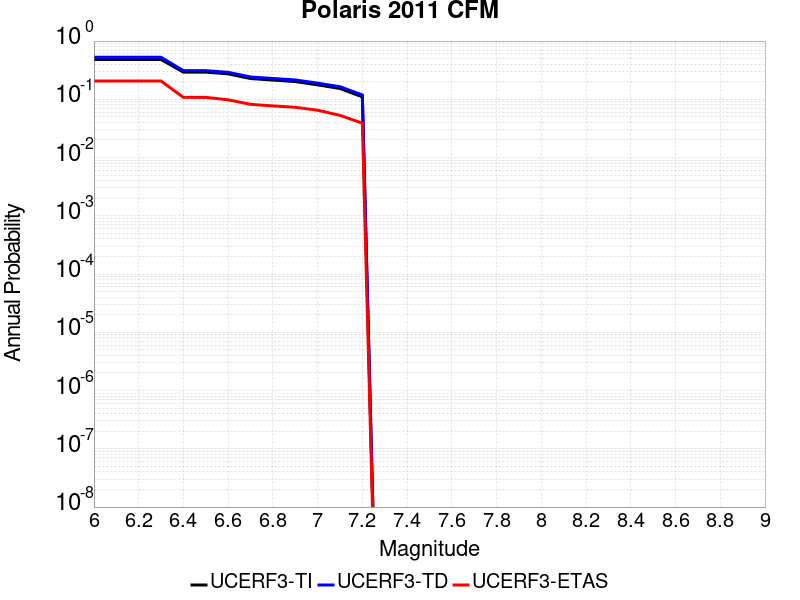 Polaris 2011 CFM
10^0
10^-1
10^-2
10^-3
10^-4
10^-5
10^-6
10^-7
10^-8
Annual Probability
6 6.2 6.4 6.6 6.8 7 7.2 7.4 7.6 7.8 8 8.2 8.4 8.6 8.8 9
Magnitude
UCERF3-TI UCERF3-TD UCERF3-ETAS